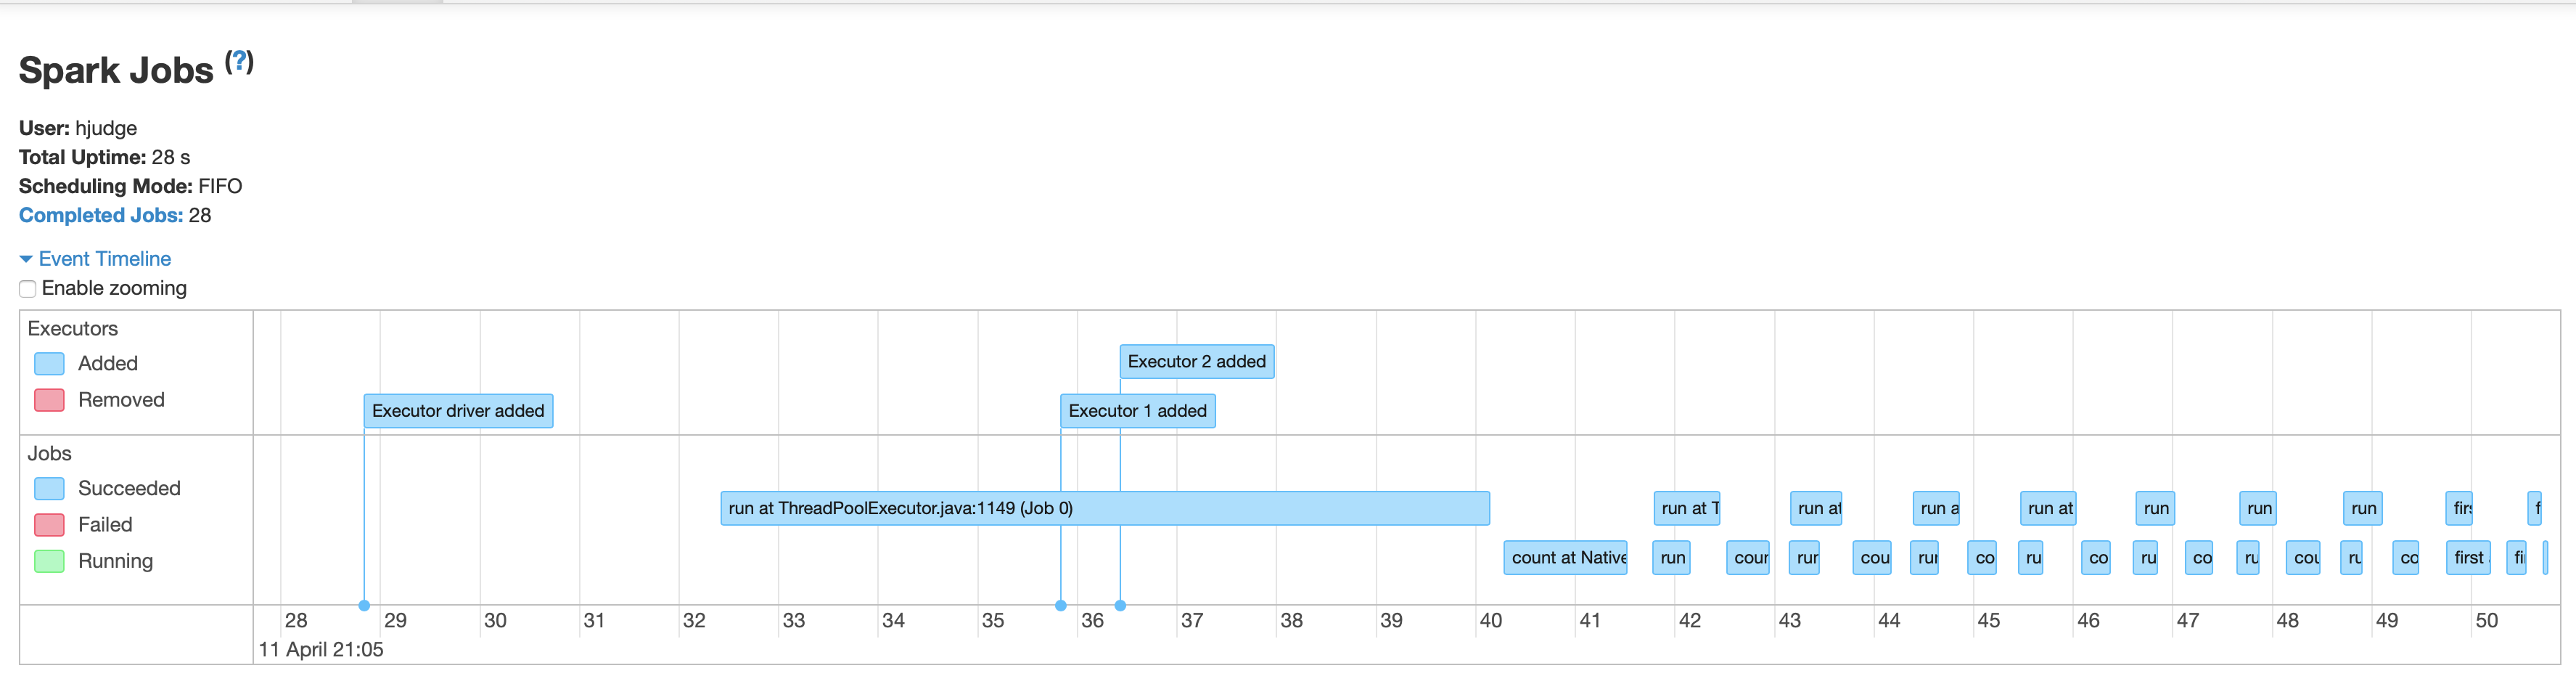 Spark Jobs (?)
User: hjudge
Total Uptime: 28 s
Scheduling Mode: FIFO
Completed Jobs: 28
Event Timeline
Enable zooming
Executors
Added
Removed
Executor 2 added
Executor driver added
Executor 1 added
Jobs
Succeeded
Failed
Running
run at ThreadPoolExecutor.java:1149 (Job 0)
run at T
run at
run a
run at
run
run
run
firs
f
count at Native
run
coun
run
cou
run
co
ru
co
ru
co
ru
cou
ru
co
first
fi
28 29 30 31 32 33 34 35 36 37 38 39 40 41 42 43 44 45 46 47 48 49 50
11 April 21:05